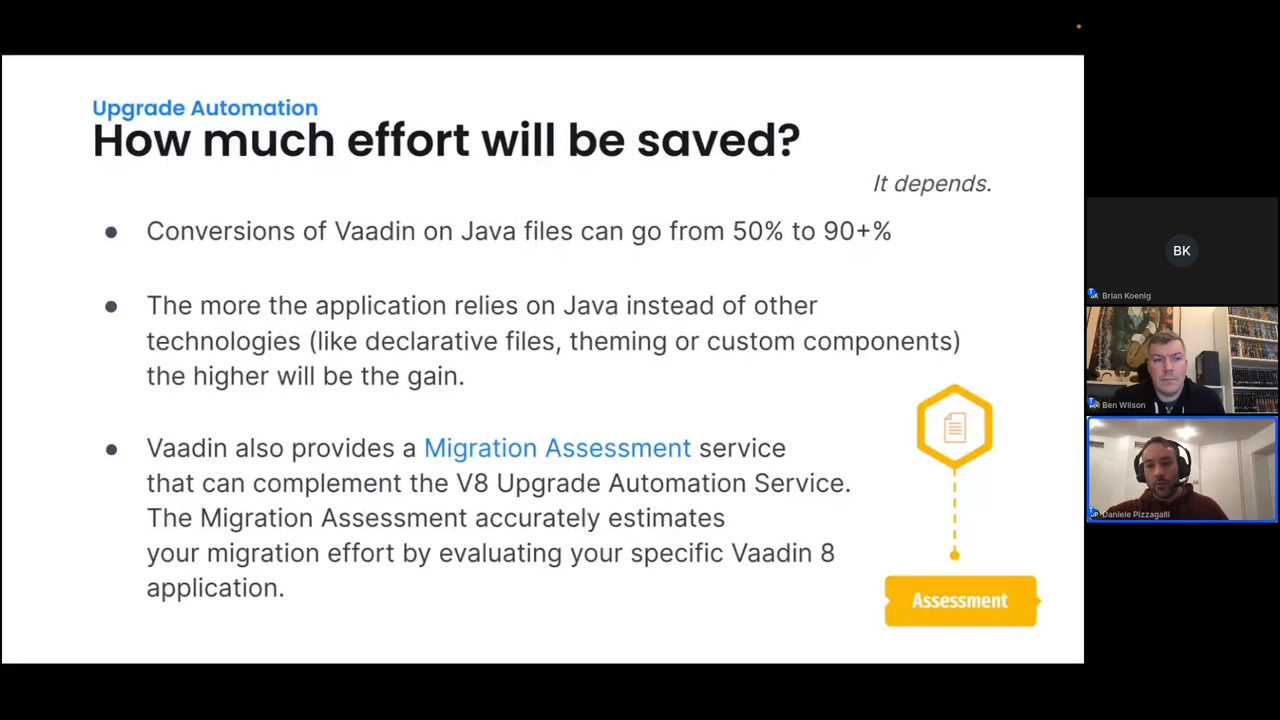 Upgrade Automation
How much effort will be saved?
It depends.
● Conversions of Vaadin on Java files can go from 50% to 90+%
● The more the application relies on Java instead of other
technologies (like declarative files, theming or custom components)
the higher will be the gain.
● Vaadin also provides a Migration Assessment service
that can complement the V8 Upgrade Automation Service.
The Migration Assessment accurately estimates
your migration effort by evaluating your specific Vaadin 8
application.
Assessment
BK
Brian Koenig
Ben Wilson
Daniele Pizzagalli